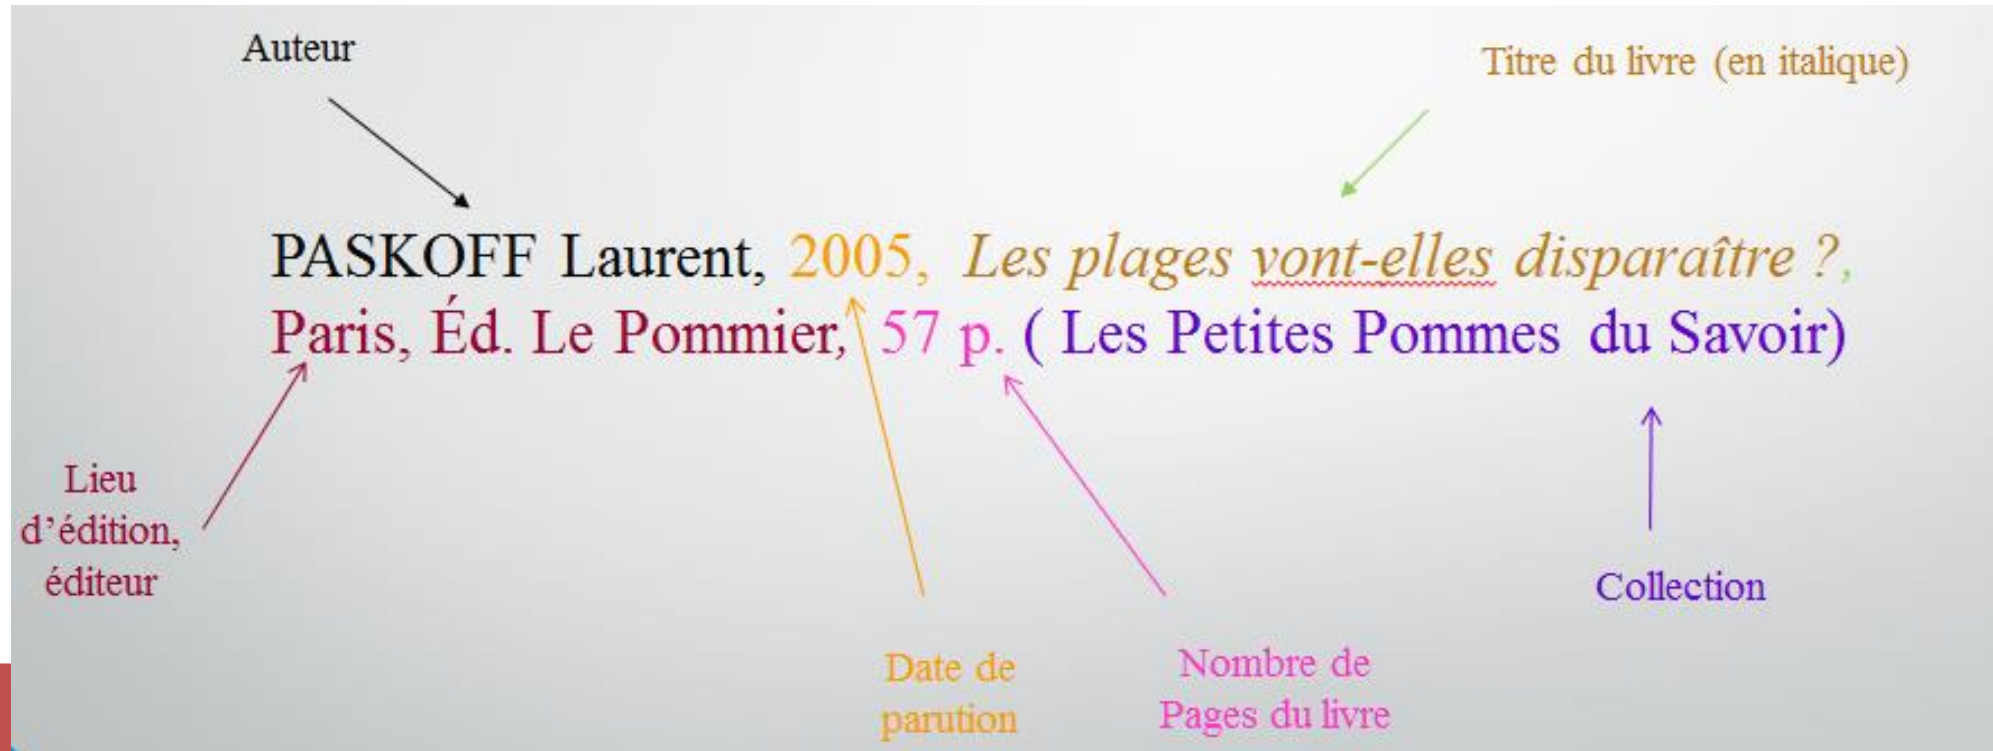 Auteur
Titre du livre (en italique)
PASKOFF Laurent, 2005, Les plages vont-elles disparaître ?,
Paris, Éd. Le Pommier, 57 p. ( Les Petites Pommes du Savoir)
Lieu
d’édition,
éditeur
Collection
Date de
parution
Nombre de
Pages du livre